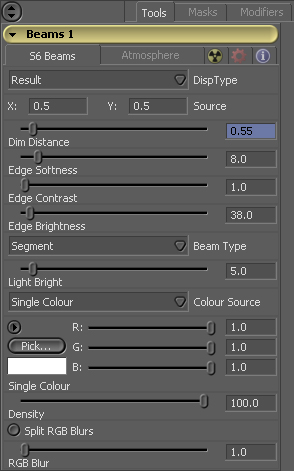 Tools Masks Modifiers
Beams 1
S6 Beams Atmosphere
Result DispType
X: 0.5 Y: 0.5 Source
0.55
Dim Distance
8.0
Edge Softness
1.0
Edge Contrast
38.0
Edge Brightness
Segment Beam Type
5.0
Light Bright
Single Colour Colour Source
R: 1.0
Pick... G: 1.0
B: 1.0
Single Colour
100.0
Density
Split RGB Blurs
1.0
RGB Blur